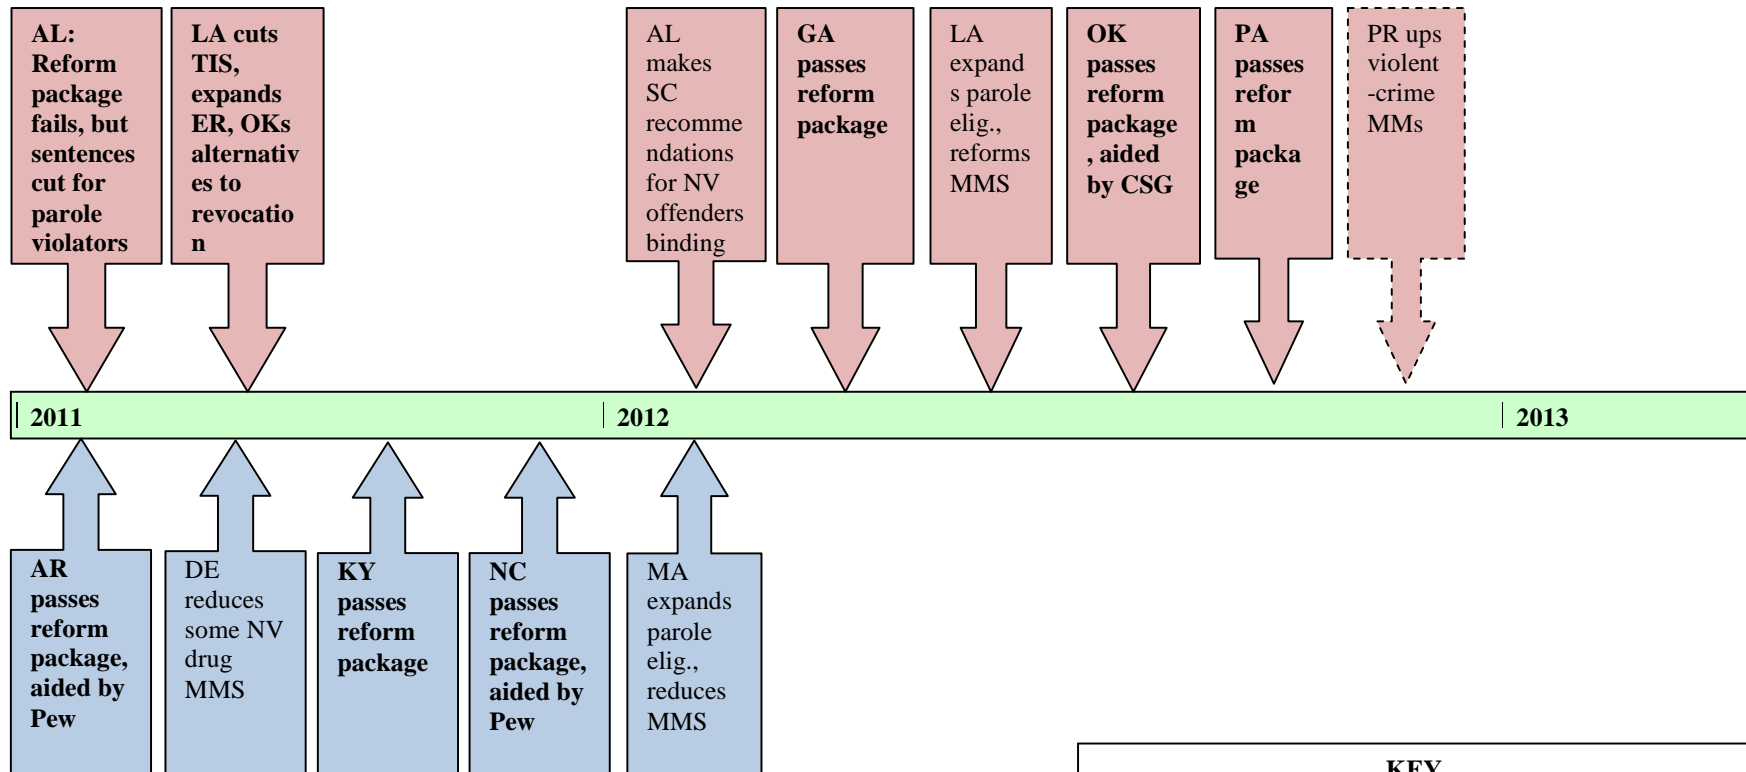 AL:
Reform
package
fails, but
sentences
cut for
parole
violators
LA cuts
TIS,
expands
ER, OKs
alternativ
es to
revocatio
n
AL
makes
SC
recomme
ndations
for NV
offenders
binding
GA
passes
reform
package
LA
expand
s parole
elig.,
reforms
MMS
OK
passes
reform
package
, aided
by CSG
PA
passes
refor
m
packa
ge
PR ups
violent
-crime
MMs
2011
2012
2013
AR
passes
reform
package,
aided by
Pew
DE
reduces
some NV
drug
MMS
KY
passes
reform
package
NC
passes
reform
package,
aided by
Pew
MA
expands
parole
elig.,
reduces
MMS
KEY